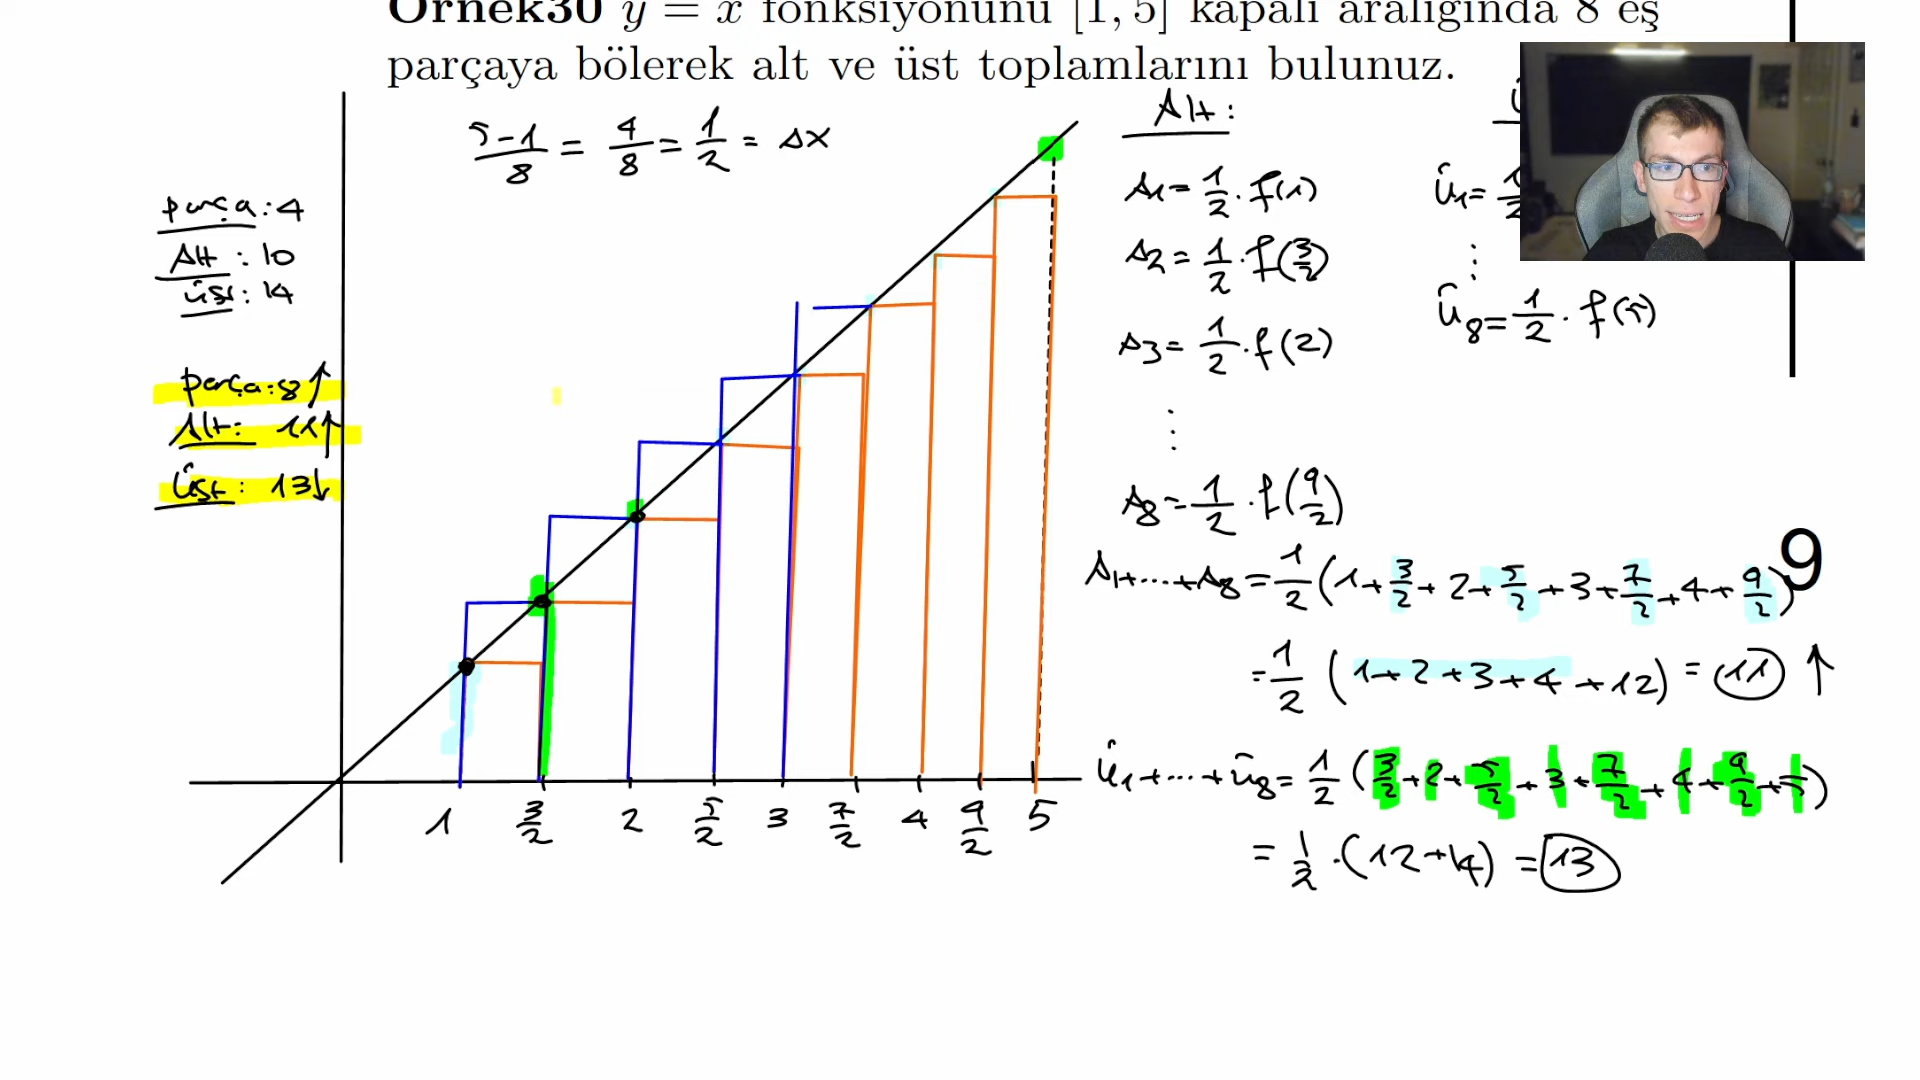 Örnek30 y = x fonksiyonunu [1, 5] kapalı aralığında 8 eş
parçaya bölerek alt ve üst toplamlarını bulunuz.
5-1/8 = 4/8 = 1/2 = Δx
parça: 4
Alt : 10
üst: 14
parça: 8 ↑
Alt: 11 ↑
Üst: 13 ↓
1 3/2 2 5/2 3 7/2 4 9/2 5
Alt:
A1 = 1/2 . f(1)
A2 = 1/2 . f(3/2)
A3 = 1/2 . f(2)
⋮
A8 = 1/2 . f(9/2)
Ü1 = 1/2
⋮
Ü8 = 1/2 . f(5)
A1+...+A8 = 1/2 (1 + 3/2 + 2 + 5/2 + 3 + 7/2 + 4 + 9/2)
9
= 1/2 (1 + 2 + 3 + 4 + 12) = 11 ↑
Ü1+...+Ü8 = 1/2 (3/2 + 2 + 5/2 + 3 + 7/2 + 4 + 9/2 + 5)
= 1/2 . (12 + 14) = 13